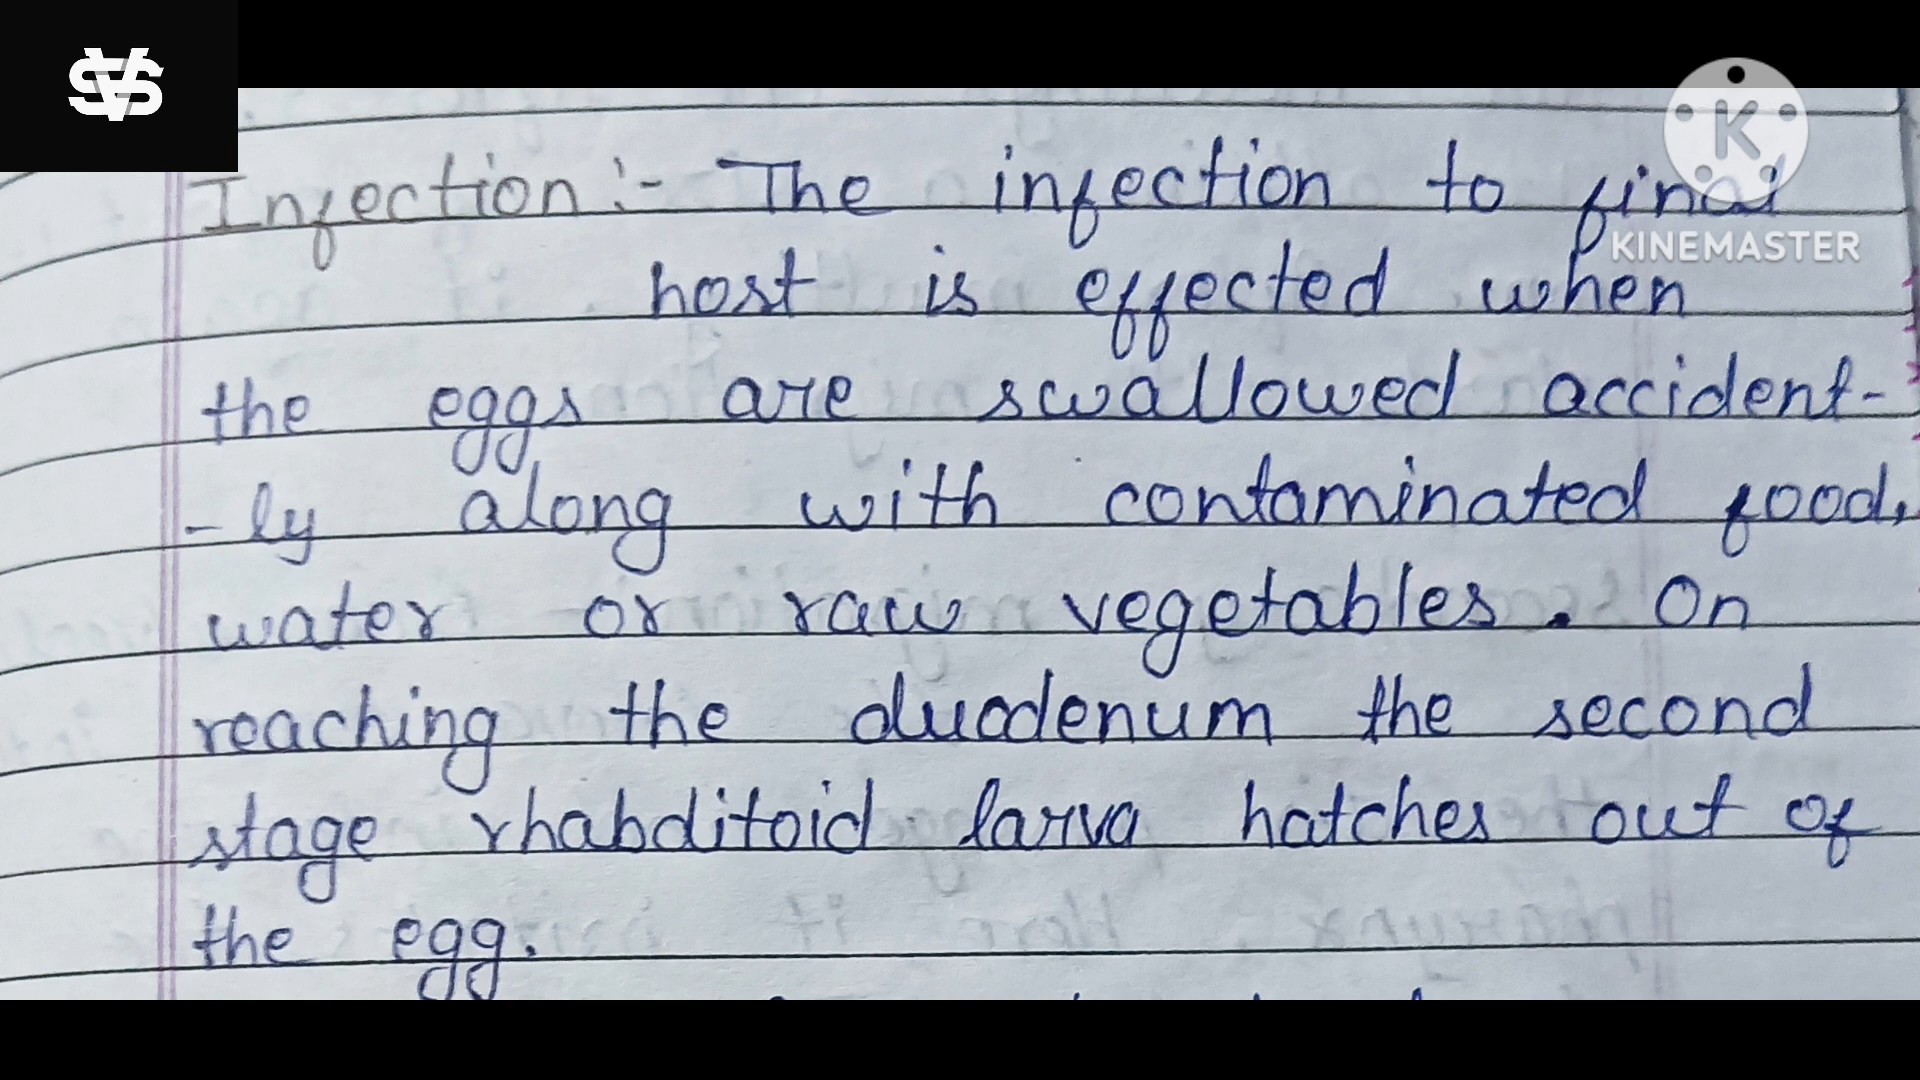 SVS
K
Infection :- The infection to final
KINEMASTER
host is effected when
the eggs are swallowed accident-
-ly along with contaminated food,
water or raw vegetables. On
reaching the duodenum the second
stage rhabditoid larva hatches out of
the egg.